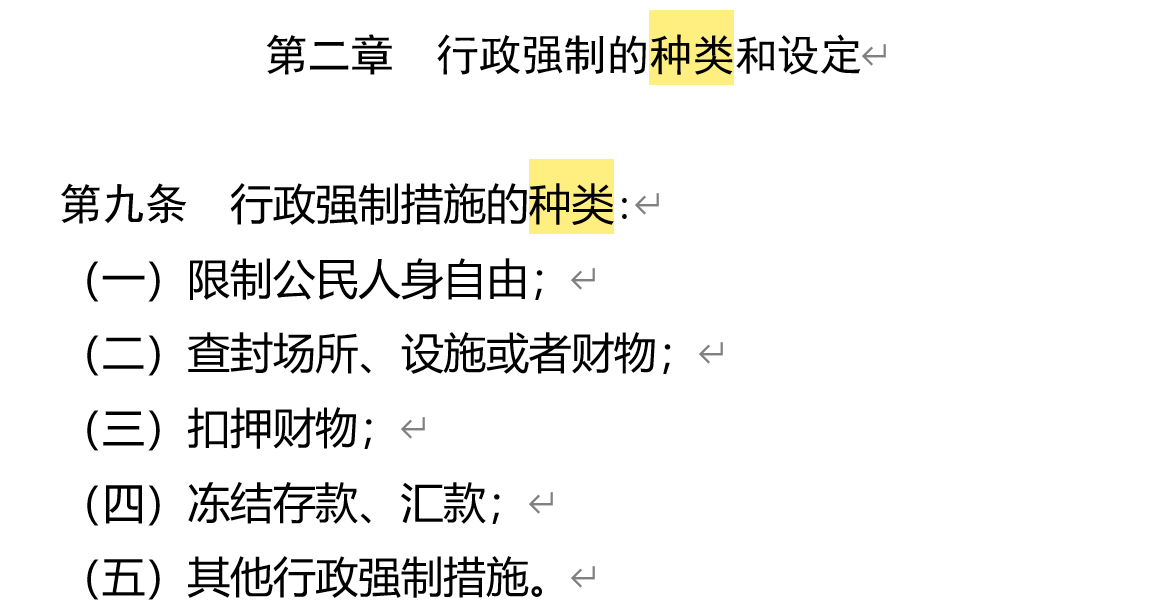 第二章　行政强制的种类和设定
第九条　行政强制措施的种类：
（一）限制公民人身自由；
（二）查封场所、设施或者财物；
（三）扣押财物；
（四）冻结存款、汇款；
（五）其他行政强制措施。